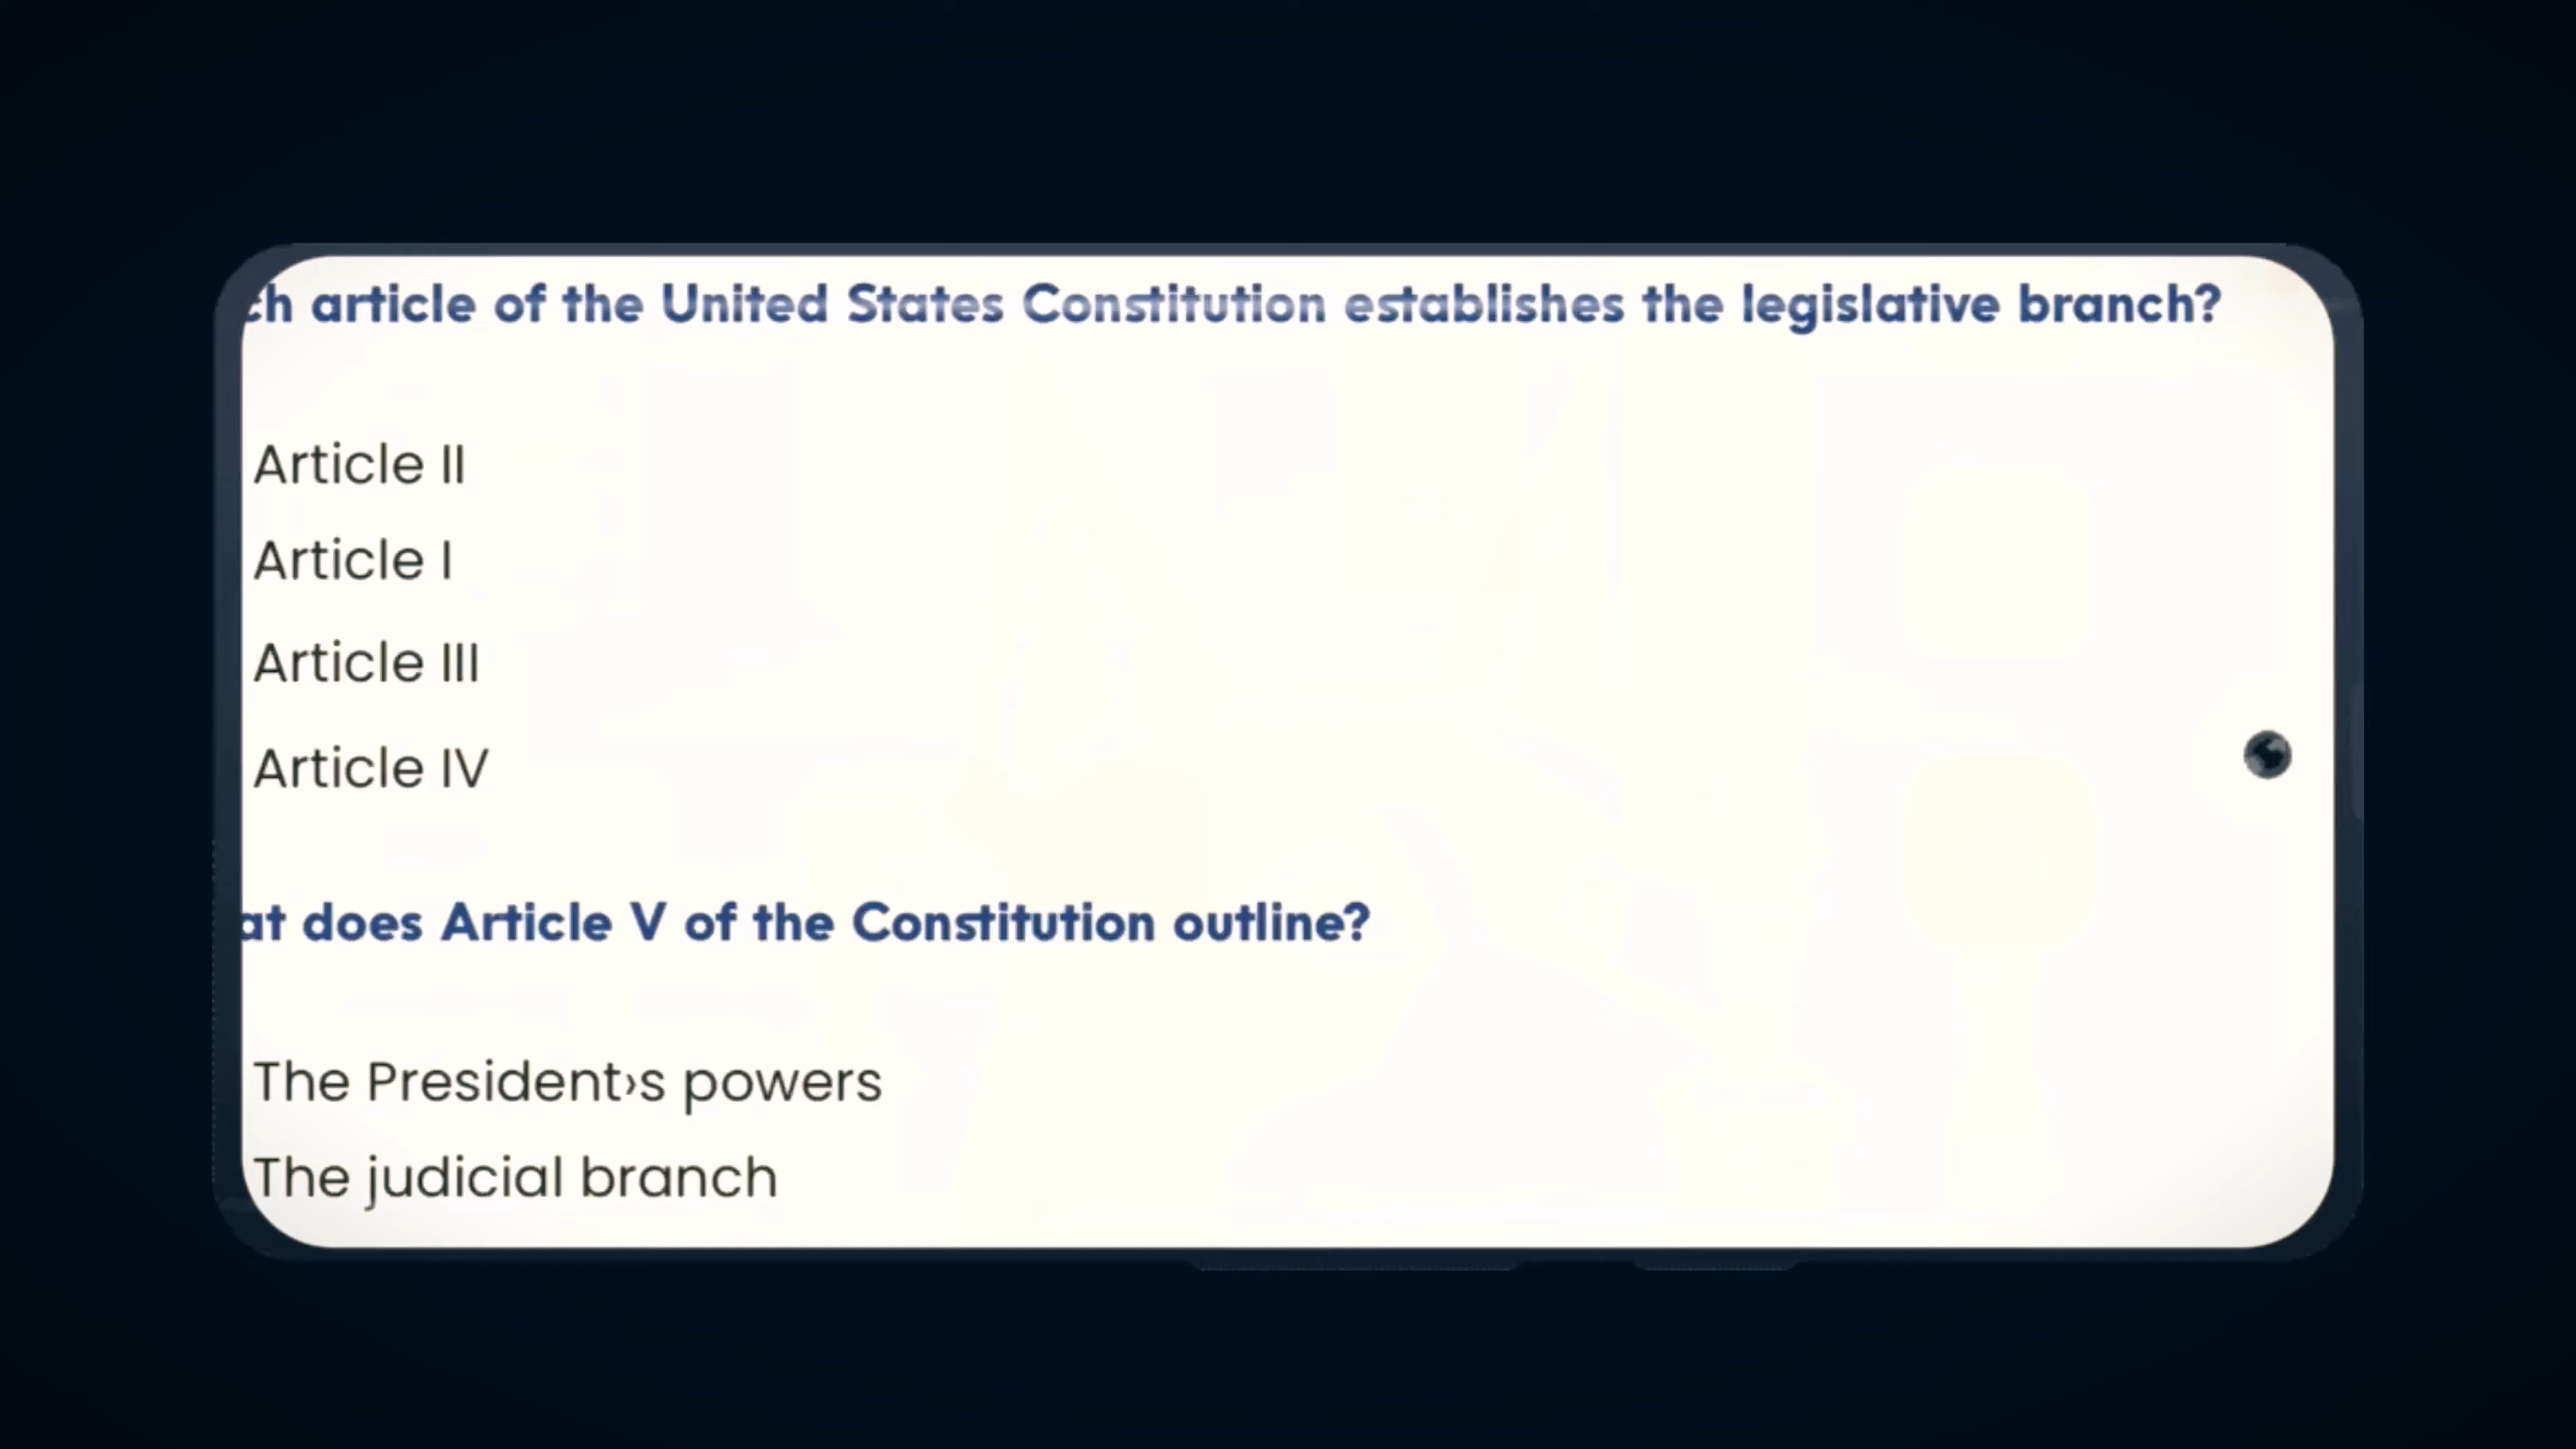 ch article of the United States Constitution establishes the legislative branch?
Article II
Article I
Article III
Article IV
at does Article V of the Constitution outline?
The President›s powers
The judicial branch